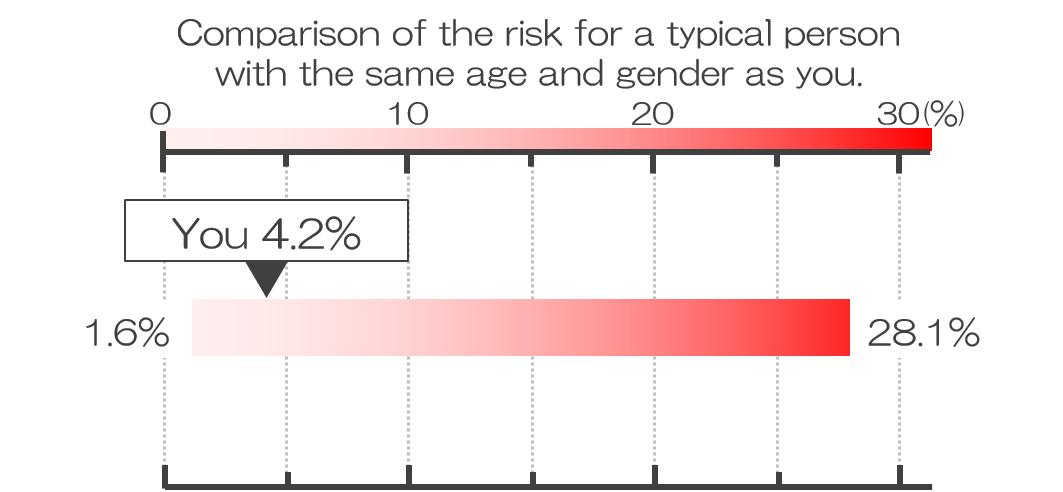 Comparison of the risk for a typical person
with the same age and gender as you.
0 10 20 30(%)
You 4.2%
1.6% 28.1%